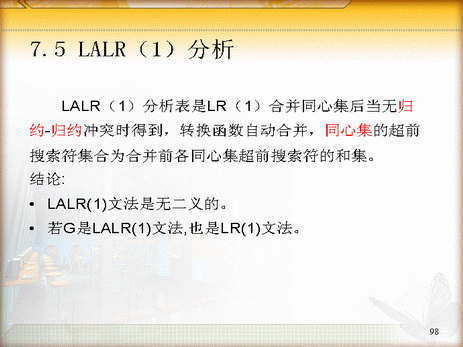 7.5 LALR（1）分析
LALR（1）分析表是LR（1）合并同心集后当无归
约-归约冲突时得到，转换函数自动合并，同心集的超前
搜索符集合为合并前各同心集超前搜索符的和集。
结论:
• LALR(1)文法是无二义的。
• 若G是LALR(1)文法,也是LR(1)文法。
98